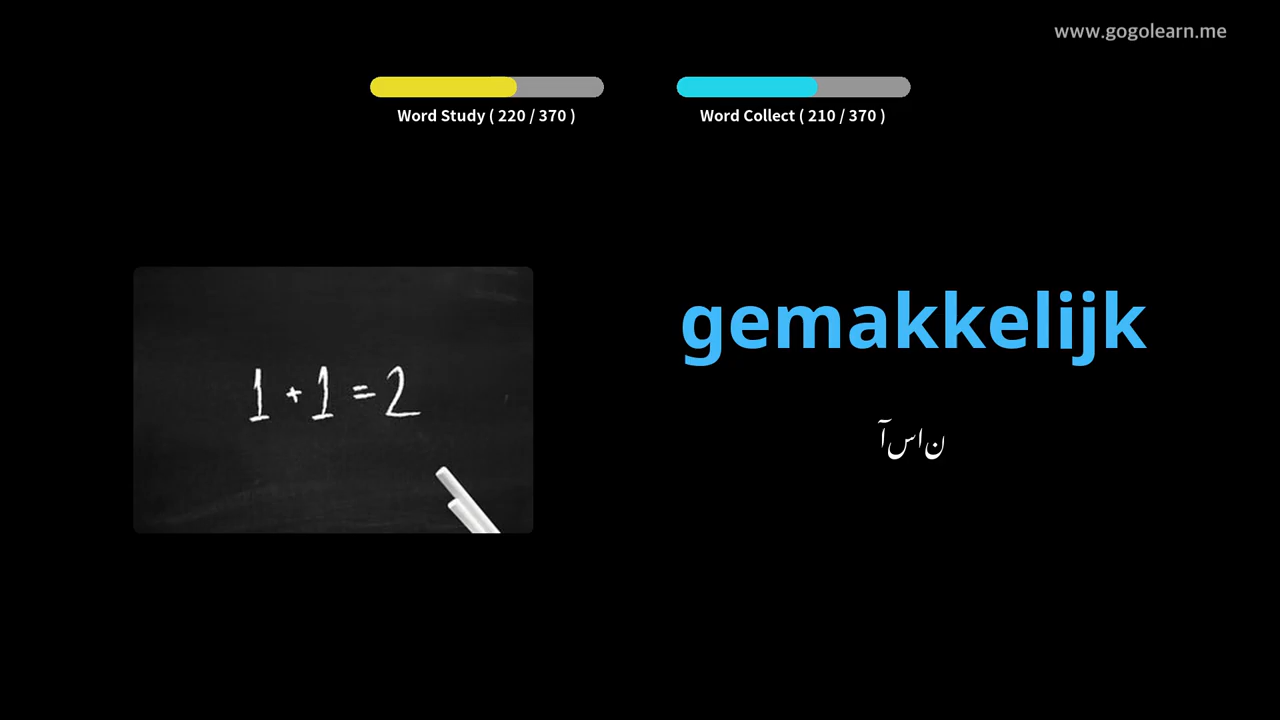 www.gogolearn.me
Word Study ( 220 / 370 )
Word Collect ( 210 / 370 )
1 + 1 = 2
gemakkelijk
آسان